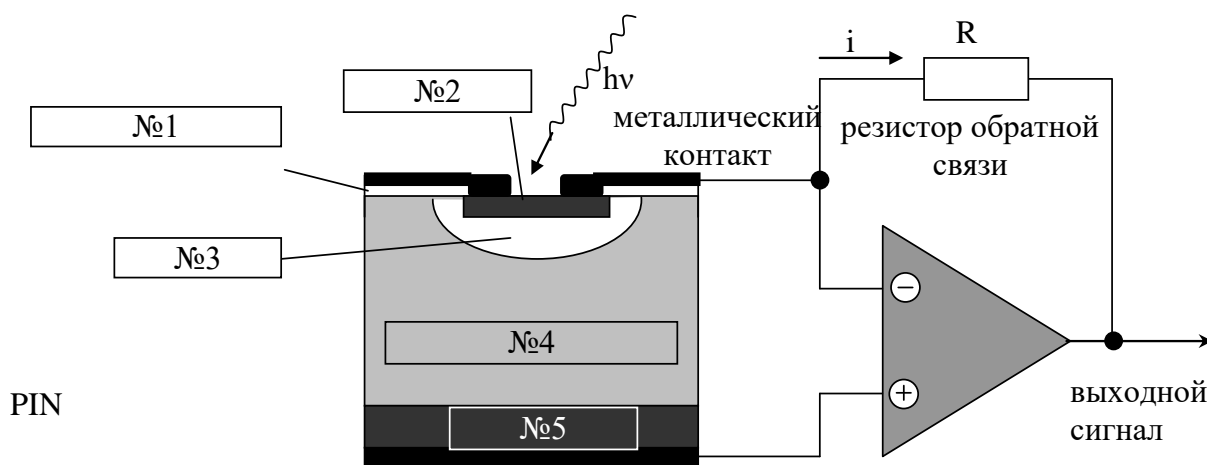 i
R
№2
hν
№1
металлический
контакт
резистор обратной
связи
№3
−
№4
+
PIN
№5
выходной
сигнал